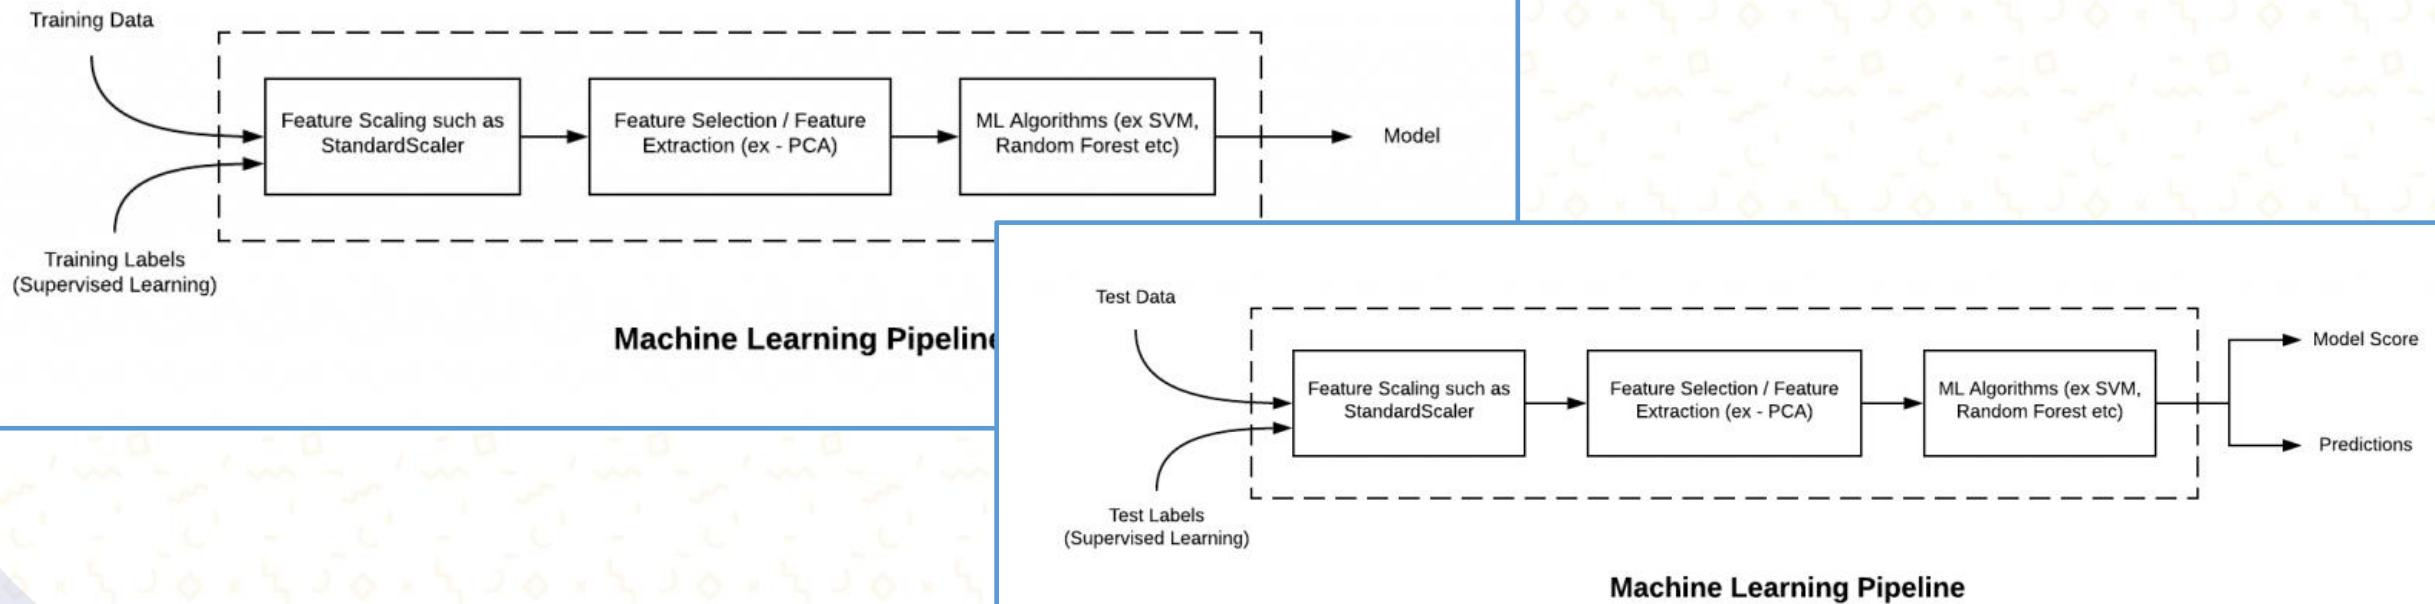 Training Data
Feature Scaling such as
StandardScaler
Feature Selection / Feature
Extraction (ex - PCA)
ML Algorithms (ex SVM,
Random Forest etc)
Model
Training Labels
(Supervised Learning)
Machine Learning Pipeline
Test Data
Feature Scaling such as
StandardScaler
Feature Selection / Feature
Extraction (ex - PCA)
ML Algorithms (ex SVM,
Random Forest etc)
Model Score
Predictions
Test Labels
(Supervised Learning)
Machine Learning Pipeline